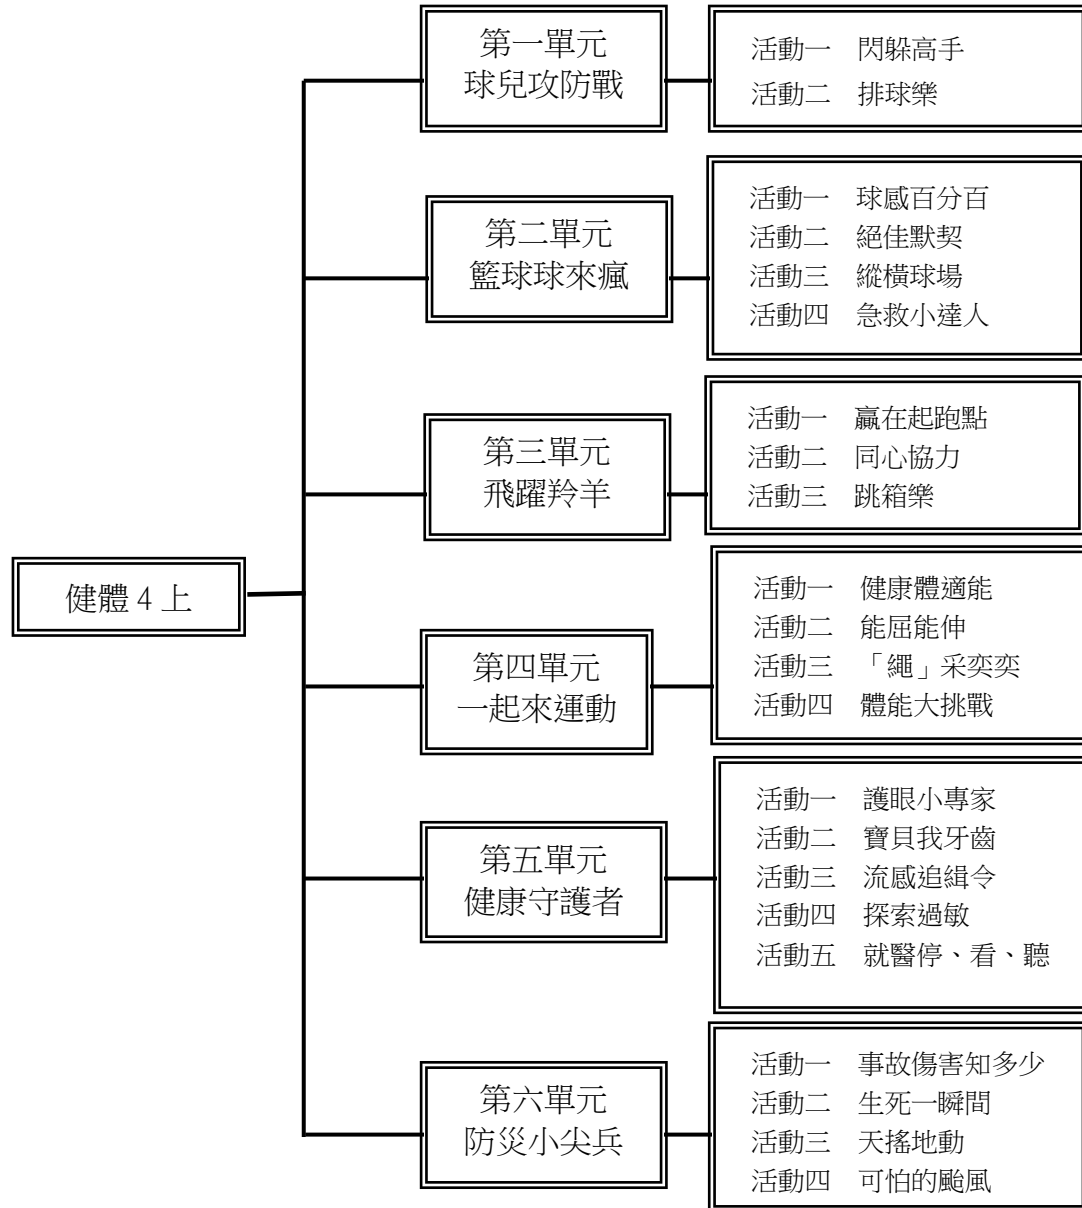 健體 4 上
第一單元
球兒攻防戰
活動一　閃躲高手
活動二　排球樂
第二單元
籃球球來瘋
活動一　球感百分百
活動二　絕佳默契
活動三　縱橫球場
活動四　急救小達人
第三單元
飛躍羚羊
活動一　贏在起跑點
活動二　同心協力
活動三　跳箱樂
第四單元
一起來運動
活動一　健康體適能
活動二　能屈能伸
活動三　「繩」采奕奕
活動四　體能大挑戰
第五單元
健康守護者
活動一　護眼小專家
活動二　寶貝我牙齒
活動三　流感追緝令
活動四　探索過敏
活動五　就醫停、看、聽
第六單元
防災小尖兵
活動一　事故傷害知多少
活動二　生死一瞬間
活動三　天搖地動
活動四　可怕的颱風